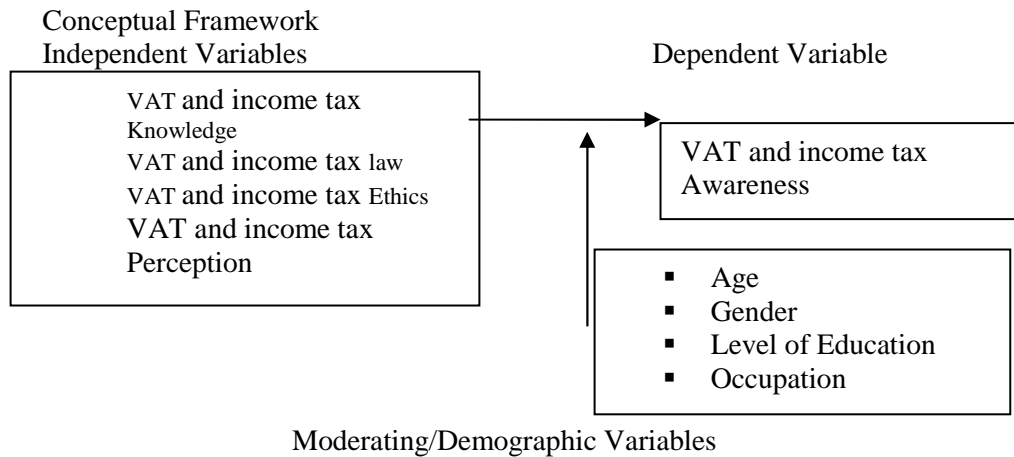 Conceptual Framework
Independent Variables
Dependent Variable
VAT and income tax
Knowledge
VAT and income tax law
VAT and income tax Ethics
VAT and income tax
Perception
VAT and income tax
Awareness
▪ Age
▪ Gender
▪ Level of Education
▪ Occupation
Moderating/Demographic Variables